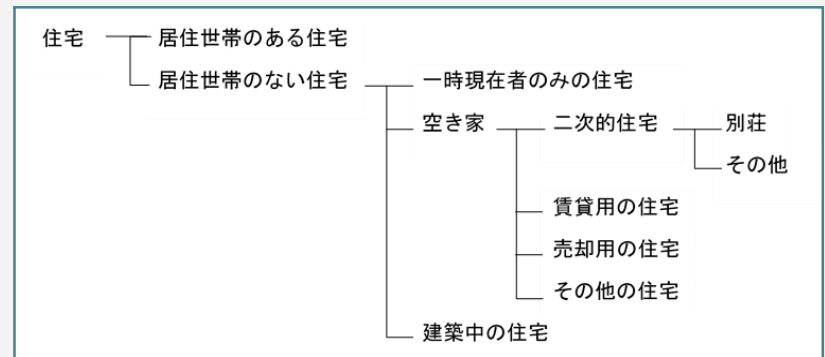 住宅 居住世帯のある住宅
居住世帯のない住宅 一時現在者のみの住宅
空き家 二次的住宅 別荘
その他
賃貸用の住宅
売却用の住宅
その他の住宅
建築中の住宅